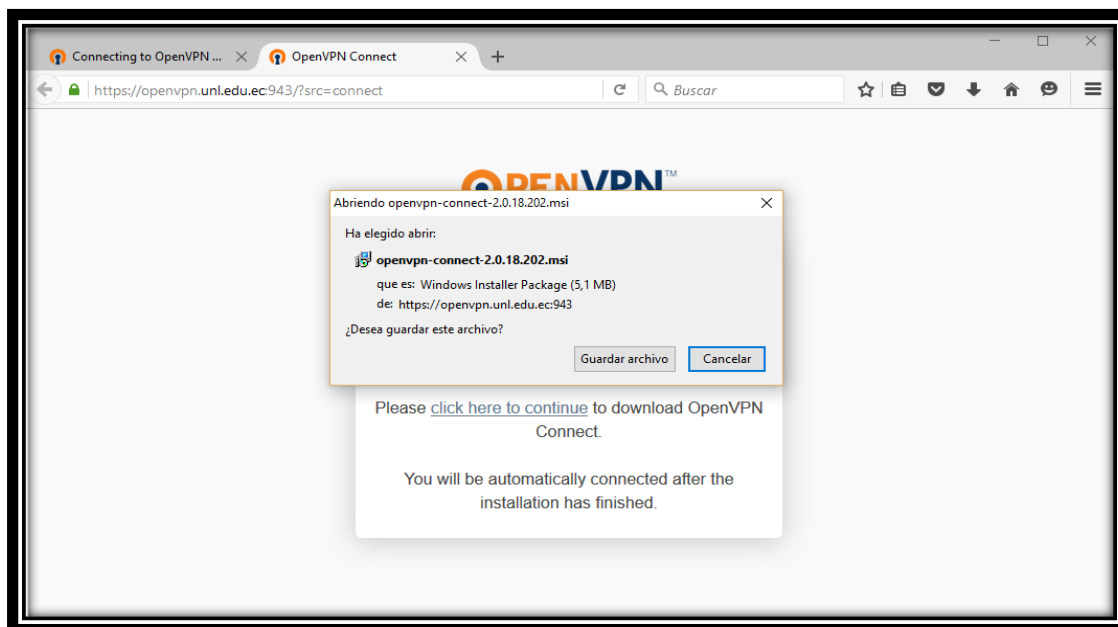 Connecting to OpenVPN ...
OpenVPN Connect
https://openvpn.unl.edu.ec:943/?src=connect
Buscar
OPENVPN™
Abriendo openvpn-connect-2.0.18.202.msi
Ha elegido abrir:
openvpn-connect-2.0.18.202.msi
que es: Windows Installer Package (5,1 MB)
de: https://openvpn.unl.edu.ec:943
¿Desea guardar este archivo?
Guardar archivo Cancelar
Please click here to continue to download OpenVPN
Connect.
You will be automatically connected after the
installation has finished.